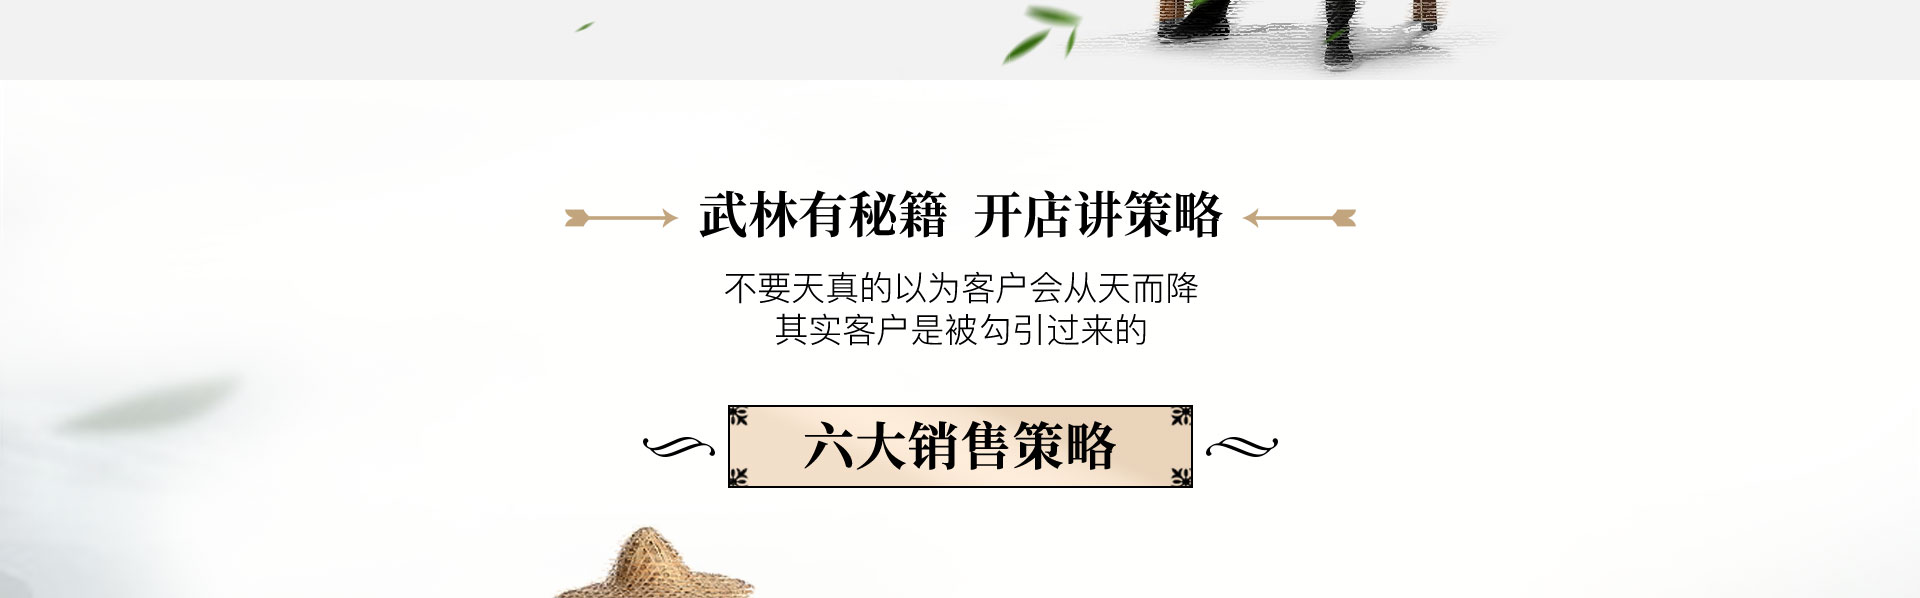 武林有秘籍 开店讲策略
不要天真的以为客户会从天而降
其实客户是被勾引过来的
六大销售策略